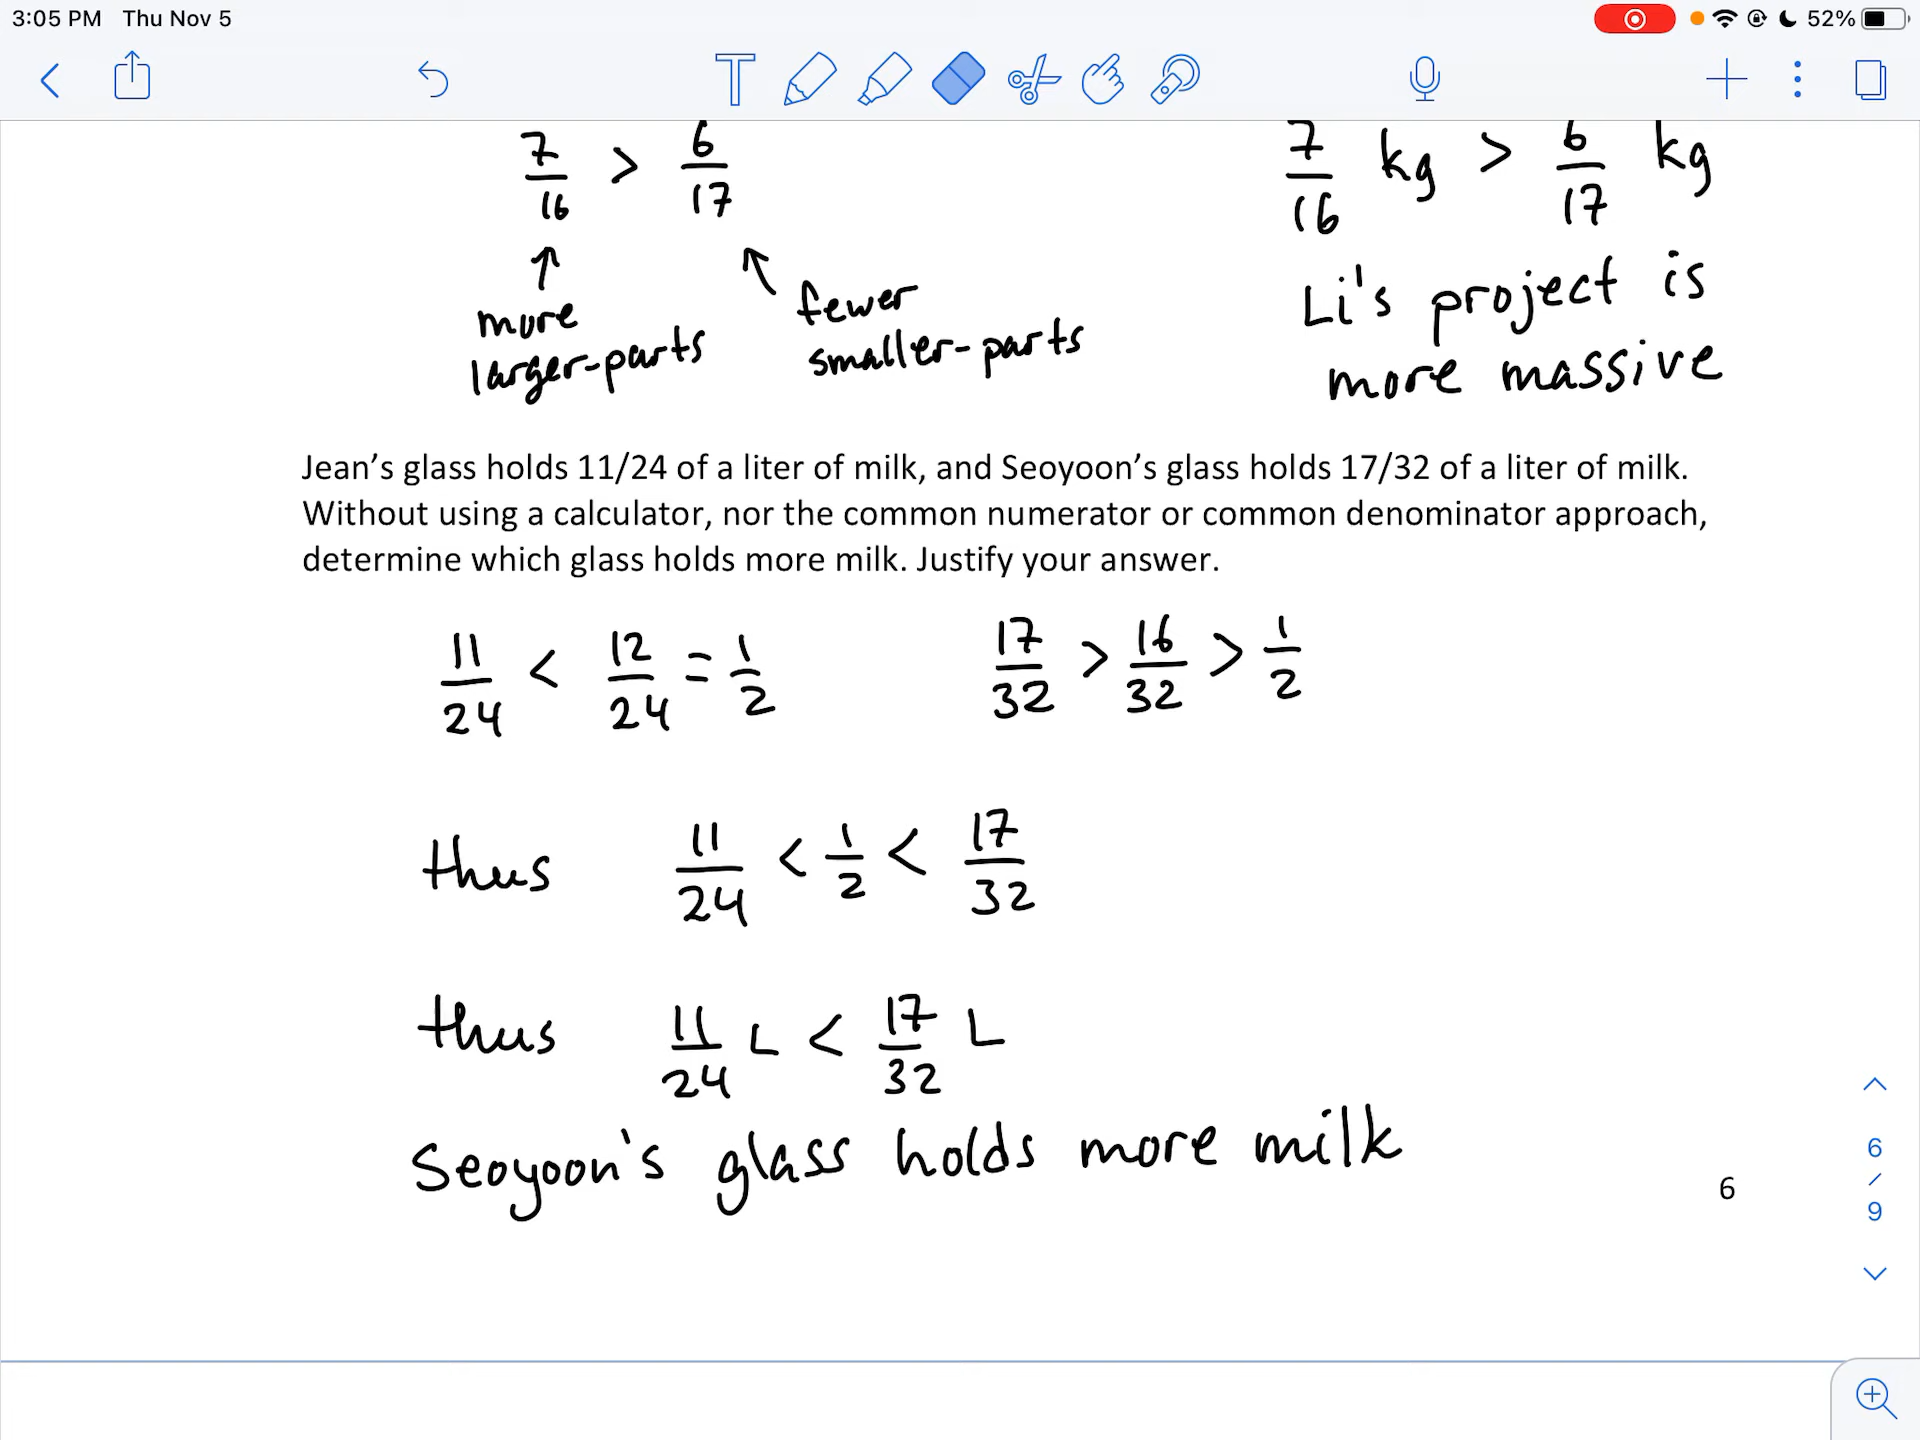 3:05 PM Thu Nov 5
52%
T
7/16 > 6/17
7/16 kg > 6/17 kg
↑ more larger-parts
↖ fewer smaller-parts
Li's project is
more massive
Jean’s glass holds 11/24 of a liter of milk, and Seoyoon’s glass holds 17/32 of a liter of milk.
Without using a calculator, nor the common numerator or common denominator approach,
determine which glass holds more milk. Justify your answer.
11/24 < 12/24 = 1/2
17/32 > 16/32 > 1/2
thus 11/24 < 1/2 < 17/32
thus 11/24 L < 17/32 L
Seoyoon's glass holds more milk
6
6
/
9